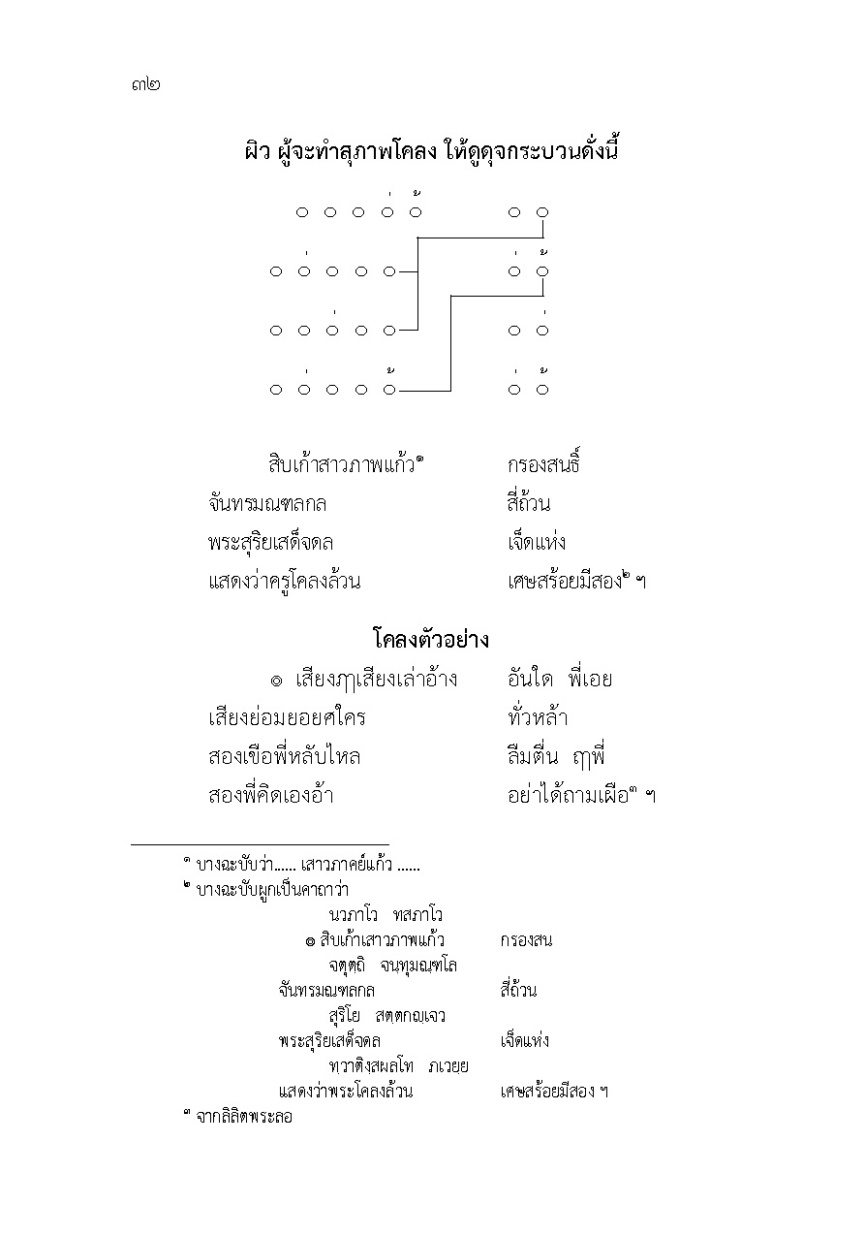 ๓๒
ผิว ผู้จะทำสุภาพโคลง ให้ดูดุจกระบวนดั่งนี้
สิบเก้าสาวภาพแก้ว๑ กรองสนธิ์
จันทรมณฑลกล สี่ถ้วน
พระสุริยเสด็จดล เจ็ดแห่ง
แสดงว่าครูโคลงล้วน เศษสร้อยมีสอง๒ ฯ
โคลงตัวอย่าง
๏ เสียงฦๅเสียงเล่าอ้าง อันใด พี่เอย
เสียงย่อมยอยศใคร ทั่วหล้า
สองเขือพี่หลับไหล ลืมตื่น ฤๅพี่
สองพี่คิดเองอ้า อย่าได้ถามเผือ๓ ฯ
๑ บางฉะบับว่า...... เสาวภาคย์แก้ว ......
๒ บางฉะบับผูกเป็นคาถาว่า
นวภาโว ทสภาโว
๏ สิบเก้าเสาวภาพแก้ว กรองสน
จตุตฺถิ จนฺทุมณฺฑโล
จันทรมณฑลกล สี่ถ้วน
สุริโย สตฺตกญฺเจว
พระสุริยเสด็จดล เจ็ดแห่ง
ทฺวาตึงฺสผลโท ภเวยฺย
แสดงว่าพระโคลงล้วน เศษสร้อยมีสอง ฯ
๓ จากลิลิตพระลอ